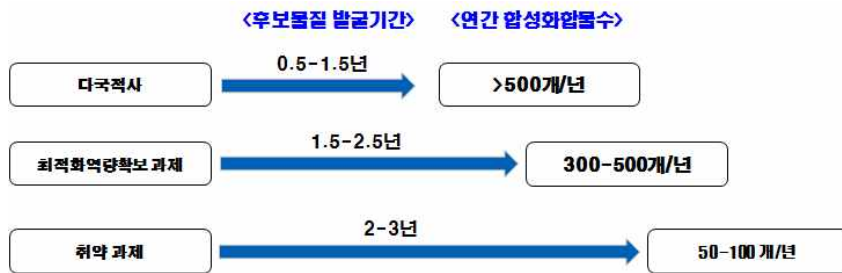 <후보물질 발굴기간> <연간 합성화합물수>
0.5-1.5년
다국적사 >500개/년
1.5-2.5년
최적화역량확보 과제 300-500개/년
2-3년
취약 과제 50-100 개/년